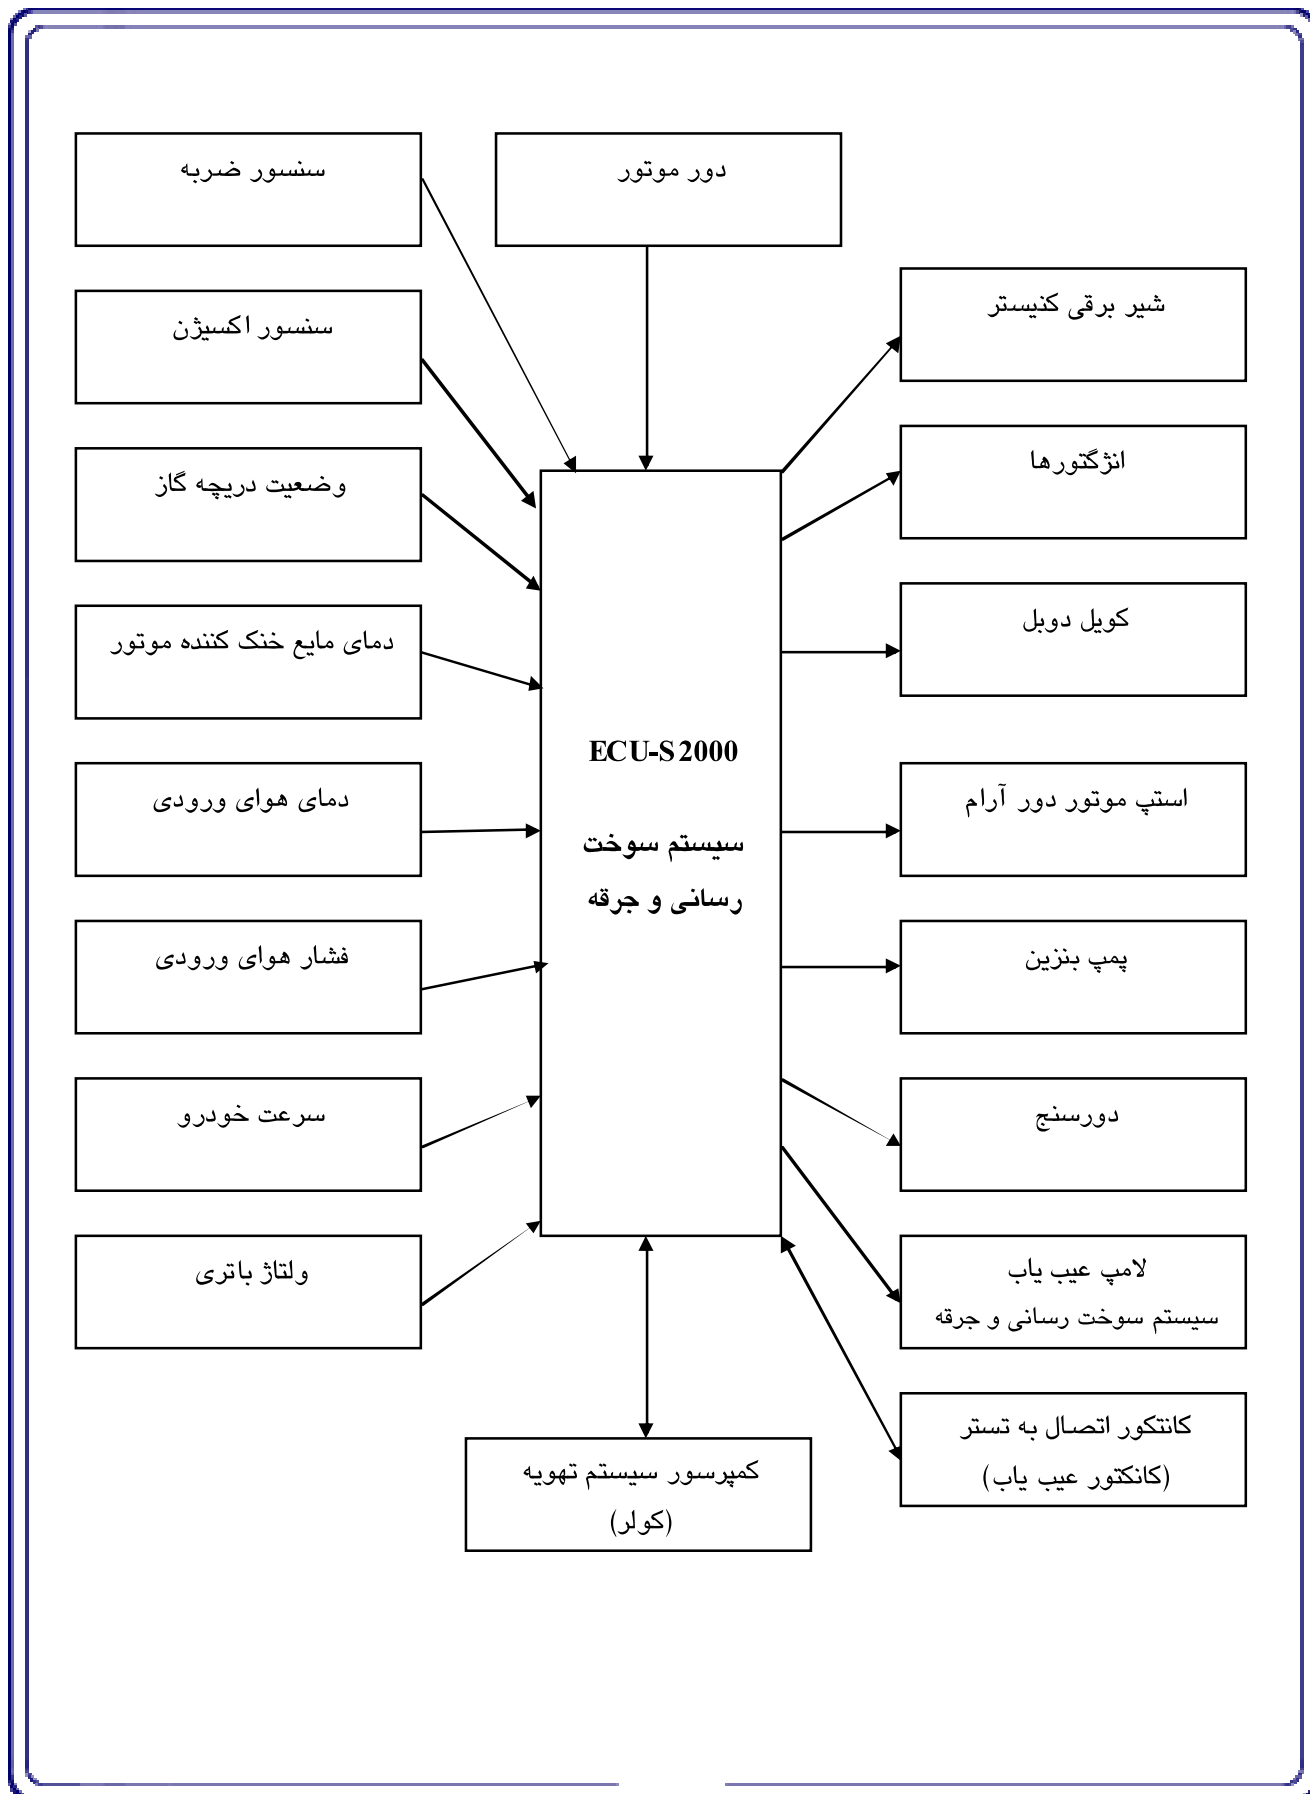 سنسور ضربه
دور موتور
شیر برقی کنیستر
سنسور اکسیژن
انژگتورها
وضعیت دریچه گاز
کویل دوبل
دمای مایع خنک کننده موتور
ECU-S2000
سیستم سوخت
رسانی و جرقه
استپ موتور دور آرام
دمای هوای ورودی
پمپ بنزین
فشار هوای ورودی
دورسنج
سرعت خودرو
لامپ عیب یاب
سیستم سوخت رسانی و جرقه
ولتاژ باتری
کانتکور اتصال به تستر
(کانکتور عیب یاب)
کمپرسور سیستم تهویه
(کولر)